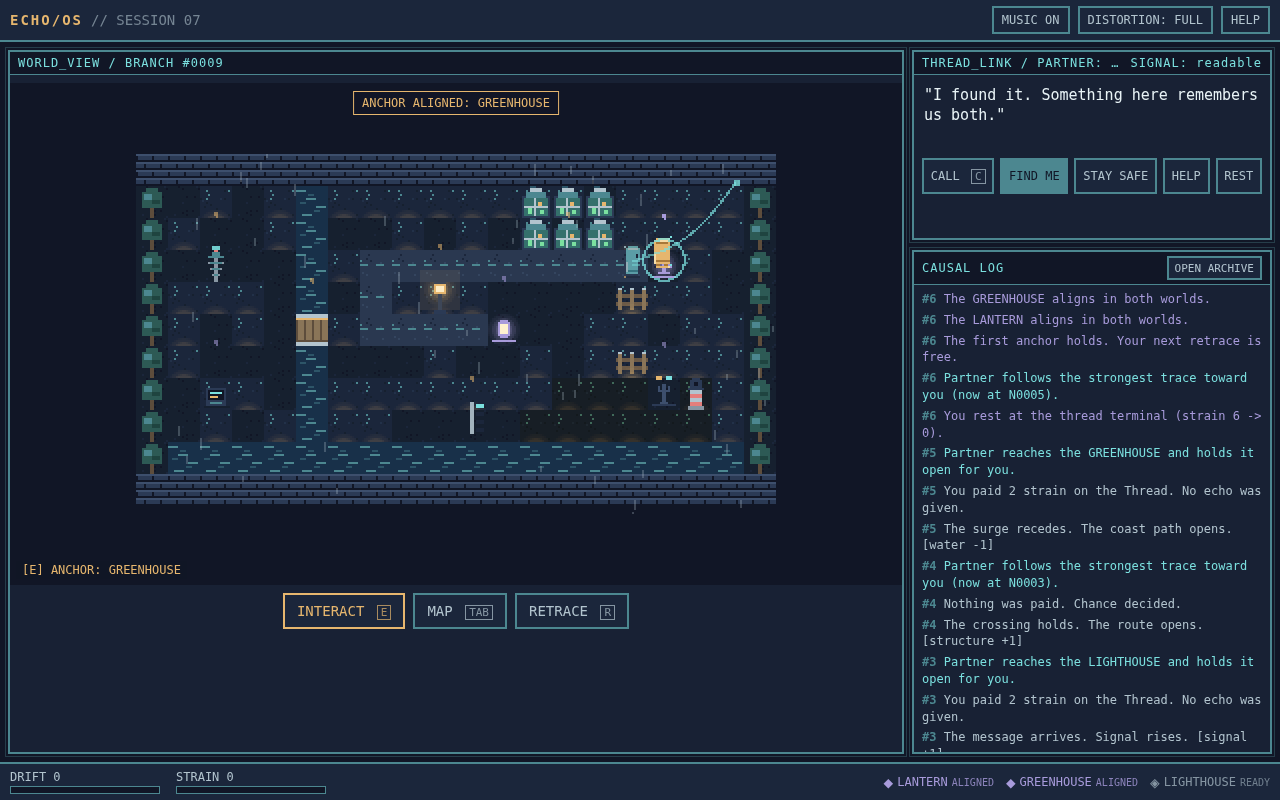 ECHO/OS // SESSION 07
MUSIC ON
DISTORTION: FULL
HELP
WORLD_VIEW / BRANCH #0009
ANCHOR ALIGNED: GREENHOUSE
[E] ANCHOR: GREENHOUSE
INTERACT E
MAP TAB
RETRACE R
THREAD_LINK / PARTNER: … SIGNAL: readable
"I found it. Something here remembers
us both."
CALL C
FIND ME
STAY SAFE
HELP
REST
CAUSAL LOG
OPEN ARCHIVE
#6 The GREENHOUSE aligns in both worlds.
#6 The LANTERN aligns in both worlds.
#6 The first anchor holds. Your next retrace is
free.
#6 Partner follows the strongest trace toward
you (now at N0005).
#6 You rest at the thread terminal (strain 6 ->
0).
#5 Partner reaches the GREENHOUSE and holds it
open for you.
#5 You paid 2 strain on the Thread. No echo was
given.
#5 The surge recedes. The coast path opens.
[water -1]
#4 Partner follows the strongest trace toward
you (now at N0003).
#4 Nothing was paid. Chance decided.
#4 The crossing holds. The route opens.
[structure +1]
#3 Partner reaches the LIGHTHOUSE and holds it
open for you.
#3 You paid 2 strain on the Thread. No echo was
given.
#3 The message arrives. Signal rises. [signal
DRIFT 0
STRAIN 0
LANTERN ALIGNED
GREENHOUSE ALIGNED
LIGHTHOUSE READY